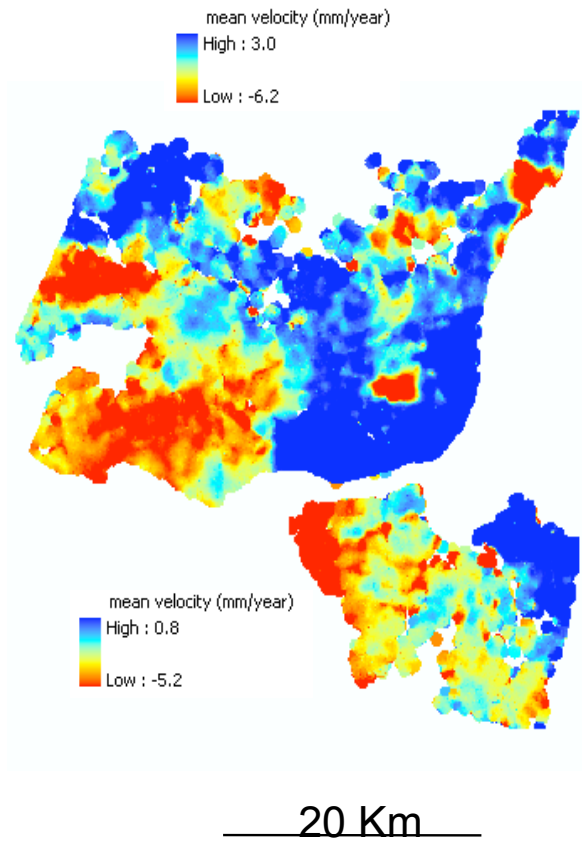 mean velocity (mm/year)
High : 3.0
Low : -6.2
mean velocity (mm/year)
High : 0.8
Low : -5.2
20 Km